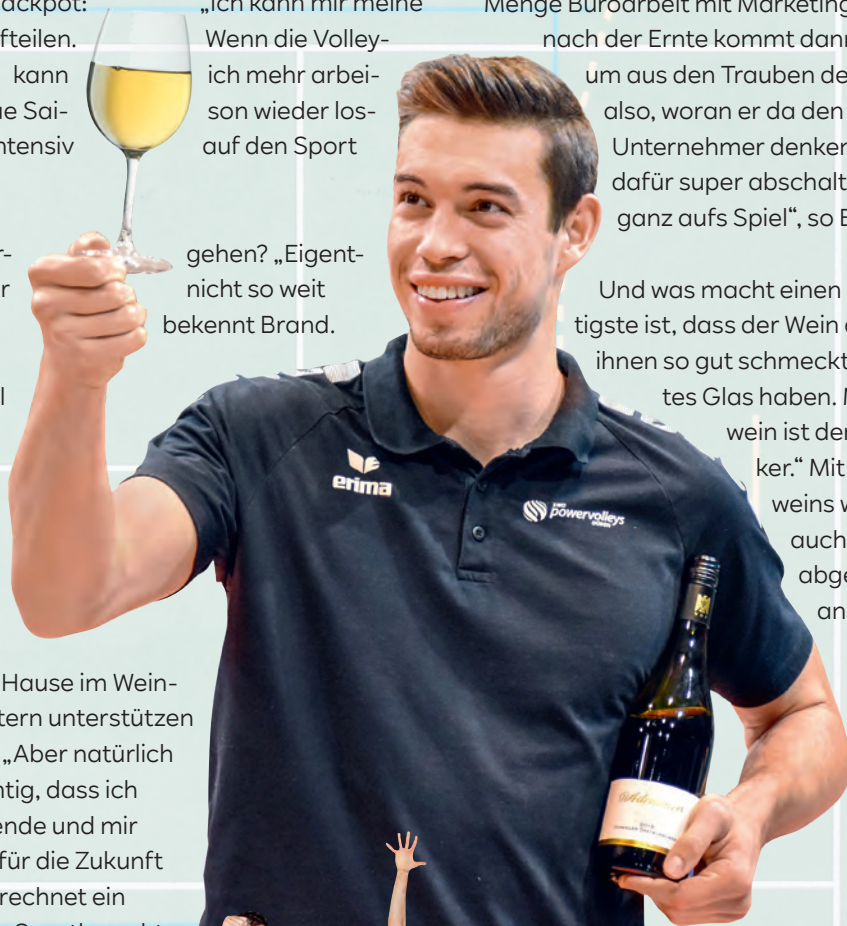 ackpot:
fteilen.
kann
ue Sai-
ntensiv
r-
r
l
„Ich kann mir meine
Wenn die Volley-
ich mehr arbei-
son wieder los-
auf den Sport
gehen? „Eigent-
nicht so weit
bekennt Brand.
Hause im Wein-
tern unterstützen
„Aber natürlich
htig, dass ich
ende und mir
für die Zukunft
rechnet ein
Menge Büroarbeit mit Marketing
nach der Ernte kommt dann
um aus den Trauben de
also, woran er da den
Unternehmer denken
dafür super abschalt
ganz aufs Spiel“, so B
Und was macht einen
tigste ist, dass der Wein
ihnen so gut schmeckt
tes Glas haben.
wein ist der
ker.“ Mit
weins w
auch
abge
an
erima
powervolleys
DÜREN